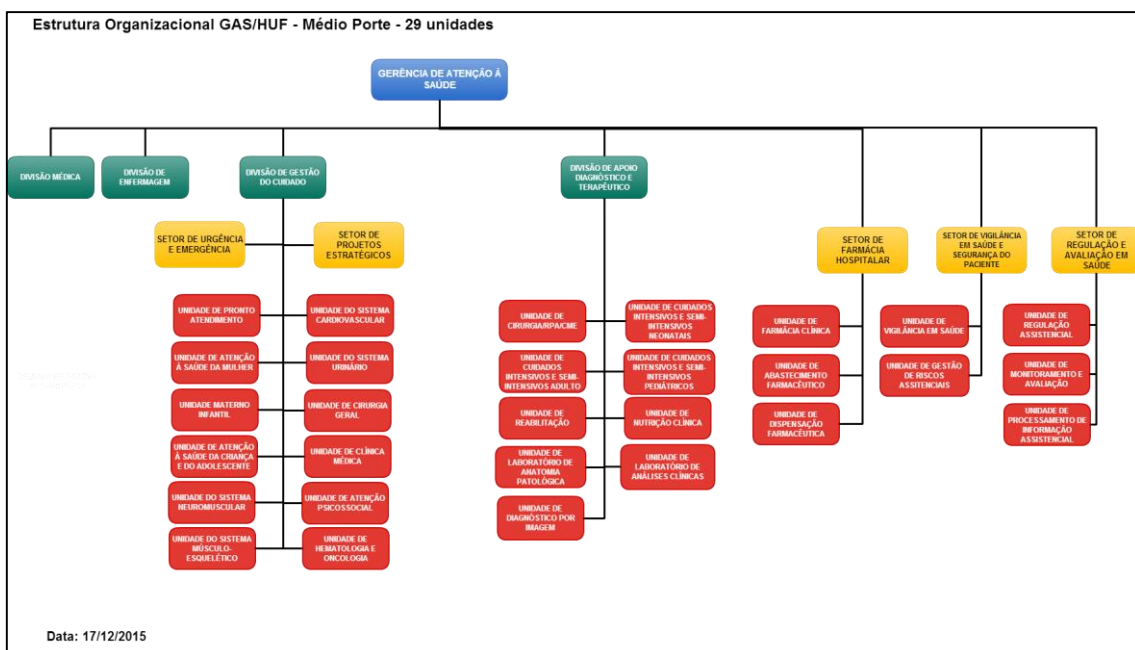 Estrutura Organizacional GAS/HUF - Médio Porte - 29 unidades
GERÊNCIA DE ATENÇÃO À
SAÚDE
DIVISÃO MÉDICA
DIVISÃO DE
ENFERMAGEM
DIVISÃO DE GESTÃO
DO CUIDADO
DIVISÃO DE APOIO
DIAGNÓSTICO E
TERAPÊUTICO
SETOR DE URGÊNCIA
E EMERGÊNCIA
SETOR DE
PROJETOS
ESTRATÉGICOS
SETOR DE
FARMÁCIA
HOSPITALAR
SETOR DE VIGILÂNCIA
EM SAÚDE E
SEGURANÇA DO
PACIENTE
SETOR DE
REGULAÇÃO E
AVALIAÇÃO EM
SAÚDE
UNIDADE DE PRONTO
ATENDIMENTO
UNIDADE DO SISTEMA
CARDIOVASCULAR
UNIDADE DE ATENÇÃO
À SAÚDE DA MULHER
UNIDADE DO SISTEMA
URINÁRIO
UNIDADE MATERNO
INFANTIL
UNIDADE DE CIRURGIA
GERAL
UNIDADE DE ATENÇÃO
À SAÚDE DA CRIANÇA
E DO ADOLESCENTE
UNIDADE DE CLÍNICA
MÉDICA
UNIDADE DO SISTEMA
NEUROMUSCULAR
UNIDADE DE ATENÇÃO
PSICOSSOCIAL
UNIDADE DO SISTEMA
MÚSCULO-
ESQUELÉTICO
UNIDADE DE
HEMATOLOGIA E
ONCOLOGIA
UNIDADE DE
CIRURGIA/RPA/CME
UNIDADE DE CUIDADOS
INTENSIVOS E SEMI-
INTENSIVOS
NEONATAIS
UNIDADE DE
CUIDADOS
INTENSIVOS E SEMI-
INTENSIVOS ADULTO
UNIDADE DE CUIDADOS
INTENSIVOS E SEMI-
INTENSIVOS
PEDIÁTRICOS
UNIDADE DE
REABILITAÇÃO
UNIDADE DE
NUTRIÇÃO CLÍNICA
UNIDADE DE
LABORATÓRIO DE
ANATOMIA
PATOLÓGICA
UNIDADE DE
LABORATÓRIO DE
ANÁLISES CLÍNICAS
UNIDADE DE
DIAGNÓSTICO POR
IMAGEM
UNIDADE DE
FARMÁCIA CLÍNICA
UNIDADE DE
ABASTECIMENTO
FARMACÊUTICO
UNIDADE DE
DISPENSAÇÃO
FARMACÊUTICA
UNIDADE DE
VIGILÂNCIA EM SAÚDE
UNIDADE DE GESTÃO
DE RISCOS
ASSITENCIAIS
UNIDADE DE
REGULAÇÃO
ASSISTENCIAL
UNIDADE DE
MONITORAMENTO E
AVALIAÇÃO
UNIDADE DE
PROCESSAMENTO DE
INFORMAÇÃO
ASSISTENCIAL
Data: 17/12/2015